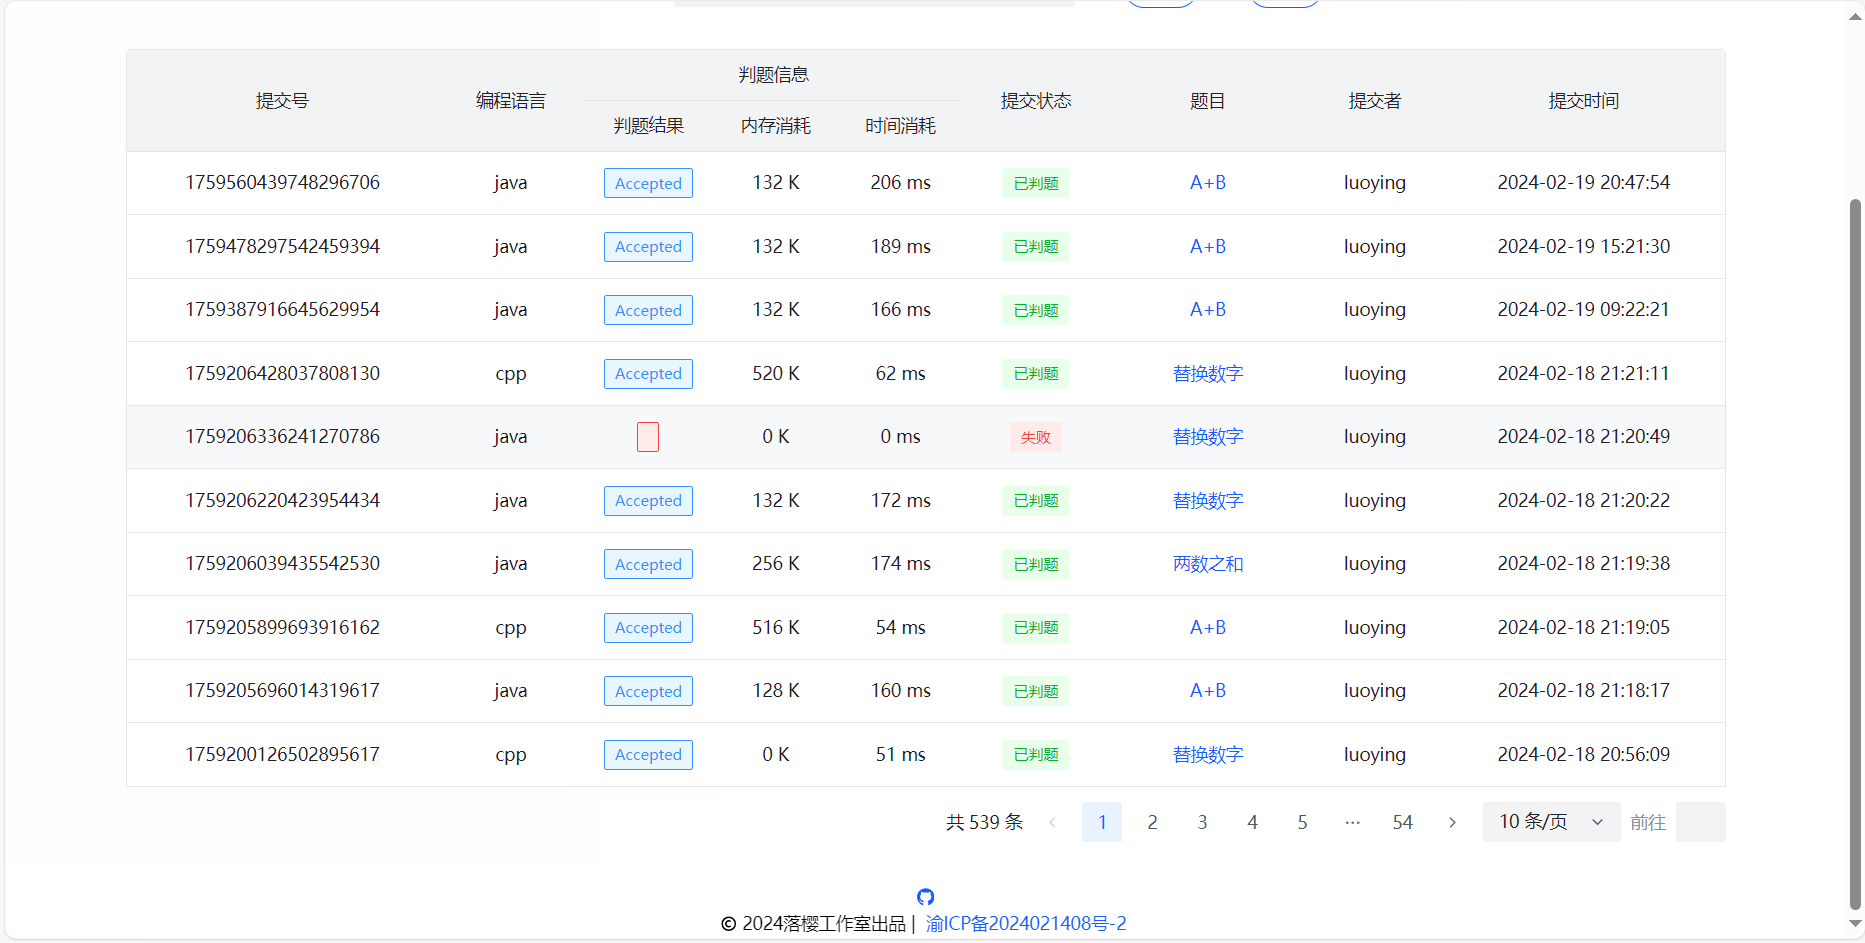 判题信息
提交号 编程语言 提交状态 题目 提交者 提交时间
判题结果 内存消耗 时间消耗
1759560439748296706 java Accepted 132 K 206 ms 已判题 A+B luoying 2024-02-19 20:47:54
1759478297542459394 java Accepted 132 K 189 ms 已判题 A+B luoying 2024-02-19 15:21:30
1759387916645629954 java Accepted 132 K 166 ms 已判题 A+B luoying 2024-02-19 09:22:21
1759206428037808130 cpp Accepted 520 K 62 ms 已判题 替换数字 luoying 2024-02-18 21:21:11
1759206336241270786 java 0 K 0 ms 失败 替换数字 luoying 2024-02-18 21:20:49
1759206220423954434 java Accepted 132 K 172 ms 已判题 替换数字 luoying 2024-02-18 21:20:22
1759206039435542530 java Accepted 256 K 174 ms 已判题 两数之和 luoying 2024-02-18 21:19:38
1759205899693916162 cpp Accepted 516 K 54 ms 已判题 A+B luoying 2024-02-18 21:19:05
1759205696014319617 java Accepted 128 K 160 ms 已判题 A+B luoying 2024-02-18 21:18:17
1759200126502895617 cpp Accepted 0 K 51 ms 已判题 替换数字 luoying 2024-02-18 20:56:09
共 539 条 1 2 3 4 5 ··· 54 10 条/页 前往
© 2024落樱工作室出品 | 渝ICP备2024021408号-2